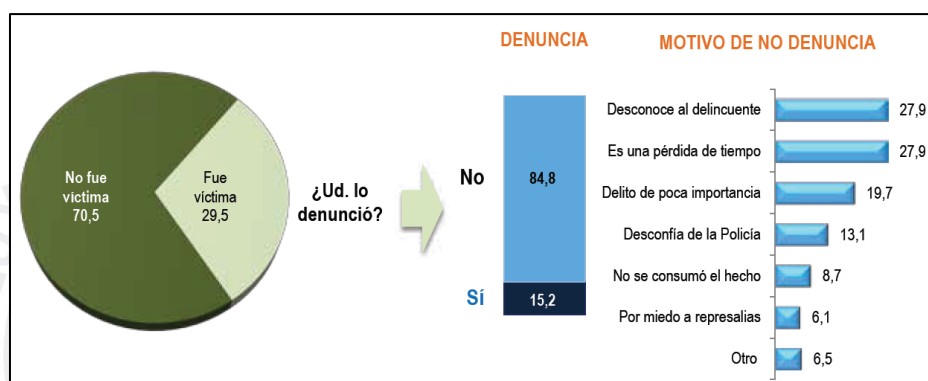 DENUNCIA
MOTIVO DE NO DENUNCIA
No fue
víctima
70,5
Fue
víctima
29,5
¿Ud. lo
denunció?
No
84,8
Sí
15,2
Desconoce al delincuente
27,9
Es una pérdida de tiempo
27,9
Delito de poca importancia
19,7
Desconfía de la Policía
13,1
No se consumó el hecho
8,7
Por miedo a represalias
6,1
Otro
6,5